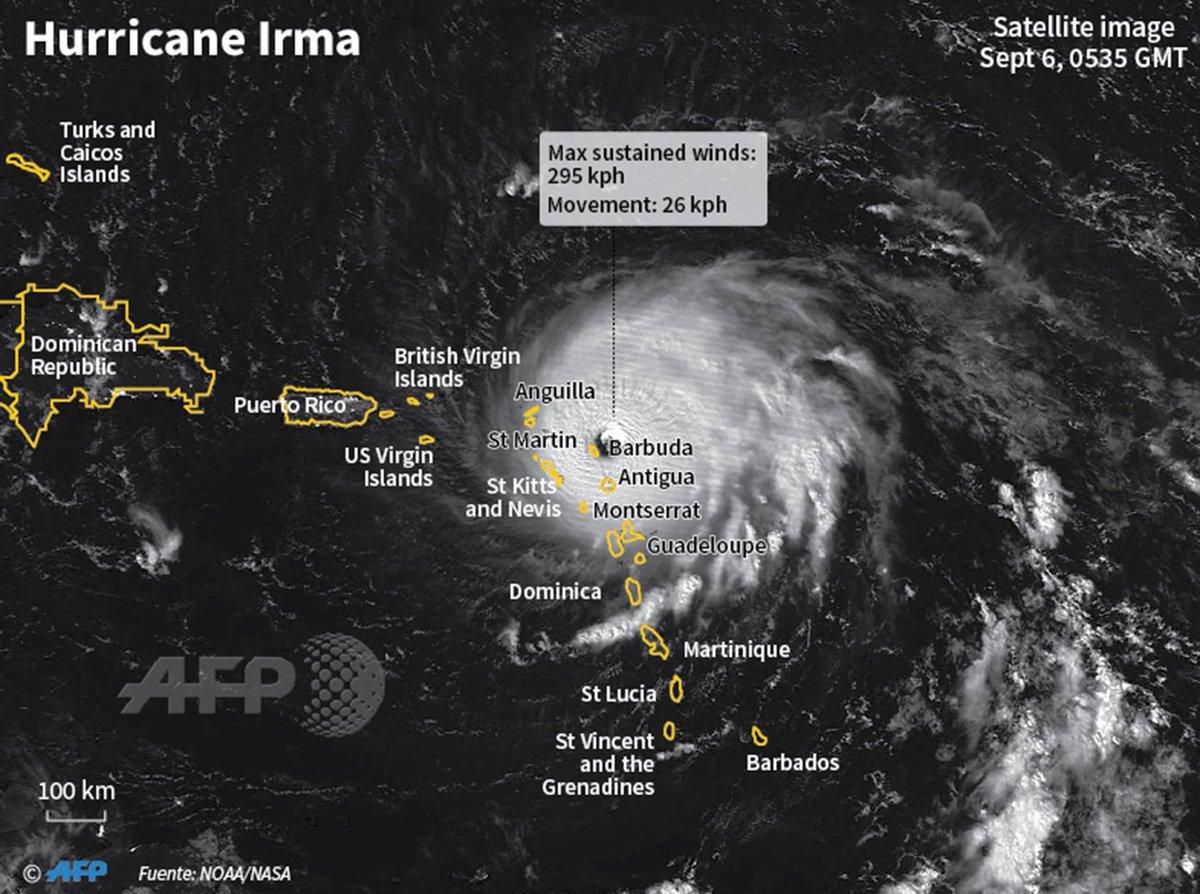 Hurricane Irma
Satellite image
Sept 6, 0535 GMT
Turks and
Caicos
Islands
Max sustained winds:
295 kph
Movement: 26 kph
Dominican
Republic
British Virgin
Islands
Puerto Rico
Anguilla
St Martin
Barbuda
US Virgin
Islands
Antigua
St Kitts
and Nevis
Montserrat
Guadeloupe
Dominica
Martinique
AFP
St Lucia
St Vincent
and the
Grenadines
Barbados
100 km
© AFP
Fuente: NOAA/NASA